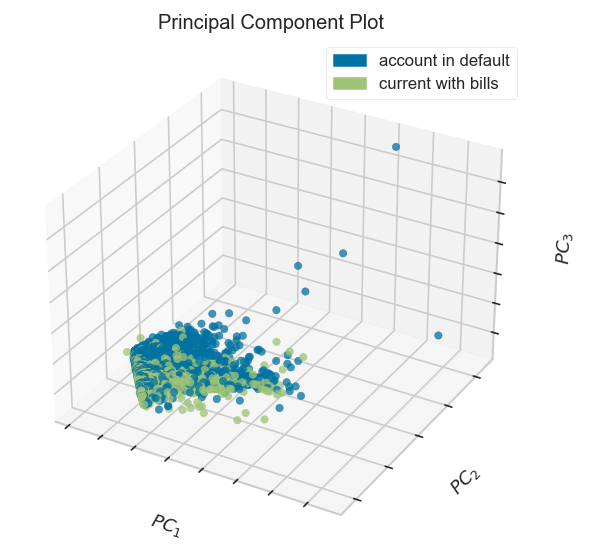 Principal Component Plot
account in default
current with bills
PC₃
PC₂
PC₁